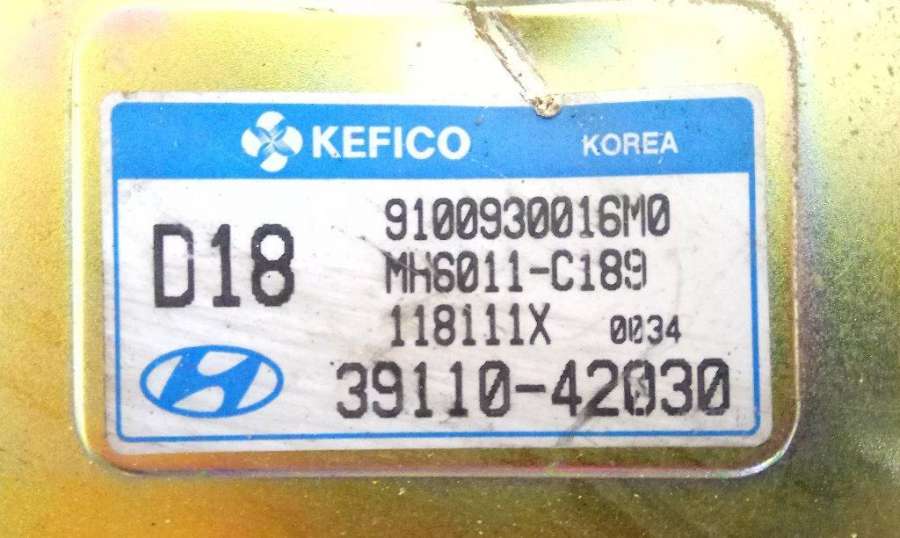 KEFICO KOREA
D18
9100930016M0
MH6011-C189
118111X 0034
39110-42030